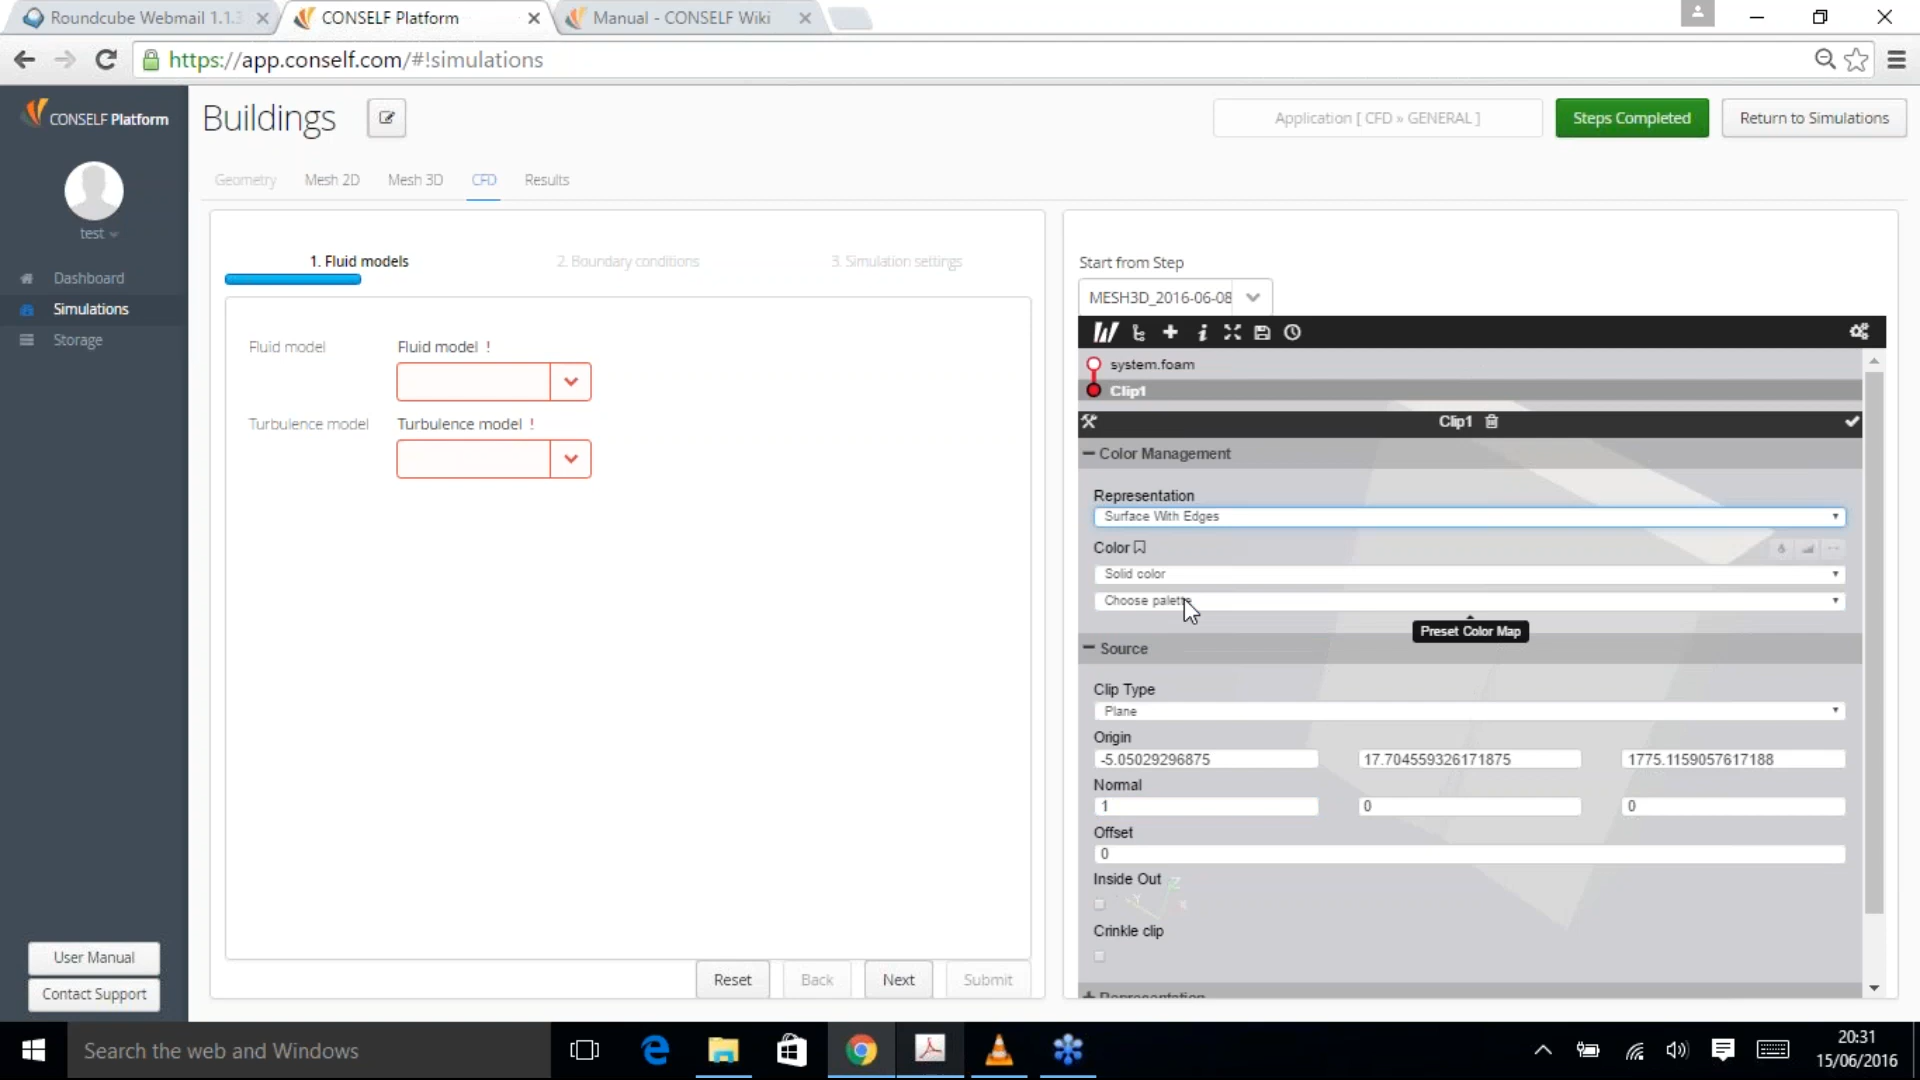 Roundcube Webmail 1.1.3
CONSELF Platform
Manual - CONSELF Wiki
https://app.conself.com/#!simulations
CONSELF Platform
test
Dashboard
Simulations
Storage
User Manual
Contact Support
Buildings
Application [ CFD » GENERAL ]
Steps Completed
Return to Simulations
Geometry
Mesh 2D
Mesh 3D
CFD
Results
1. Fluid models
2. Boundary conditions
3. Simulation settings
Fluid model
Fluid model !
Turbulence model
Turbulence model !
Reset
Back
Next
Submit
Start from Step
MESH3D_2016-06-08
system.foam
Clip1
Clip1
Color Management
Representation
Surface With Edges
Color
Solid color
Choose palette
Preset Color Map
Source
Clip Type
Plane
Origin
-5.05029296875
17.704559326171875
1775.1159057617188
Normal
1
0
0
Offset
0
Inside Out
Z
Y
X
Crinkle clip
Representation
Search the web and Windows
20:31
15/06/2016